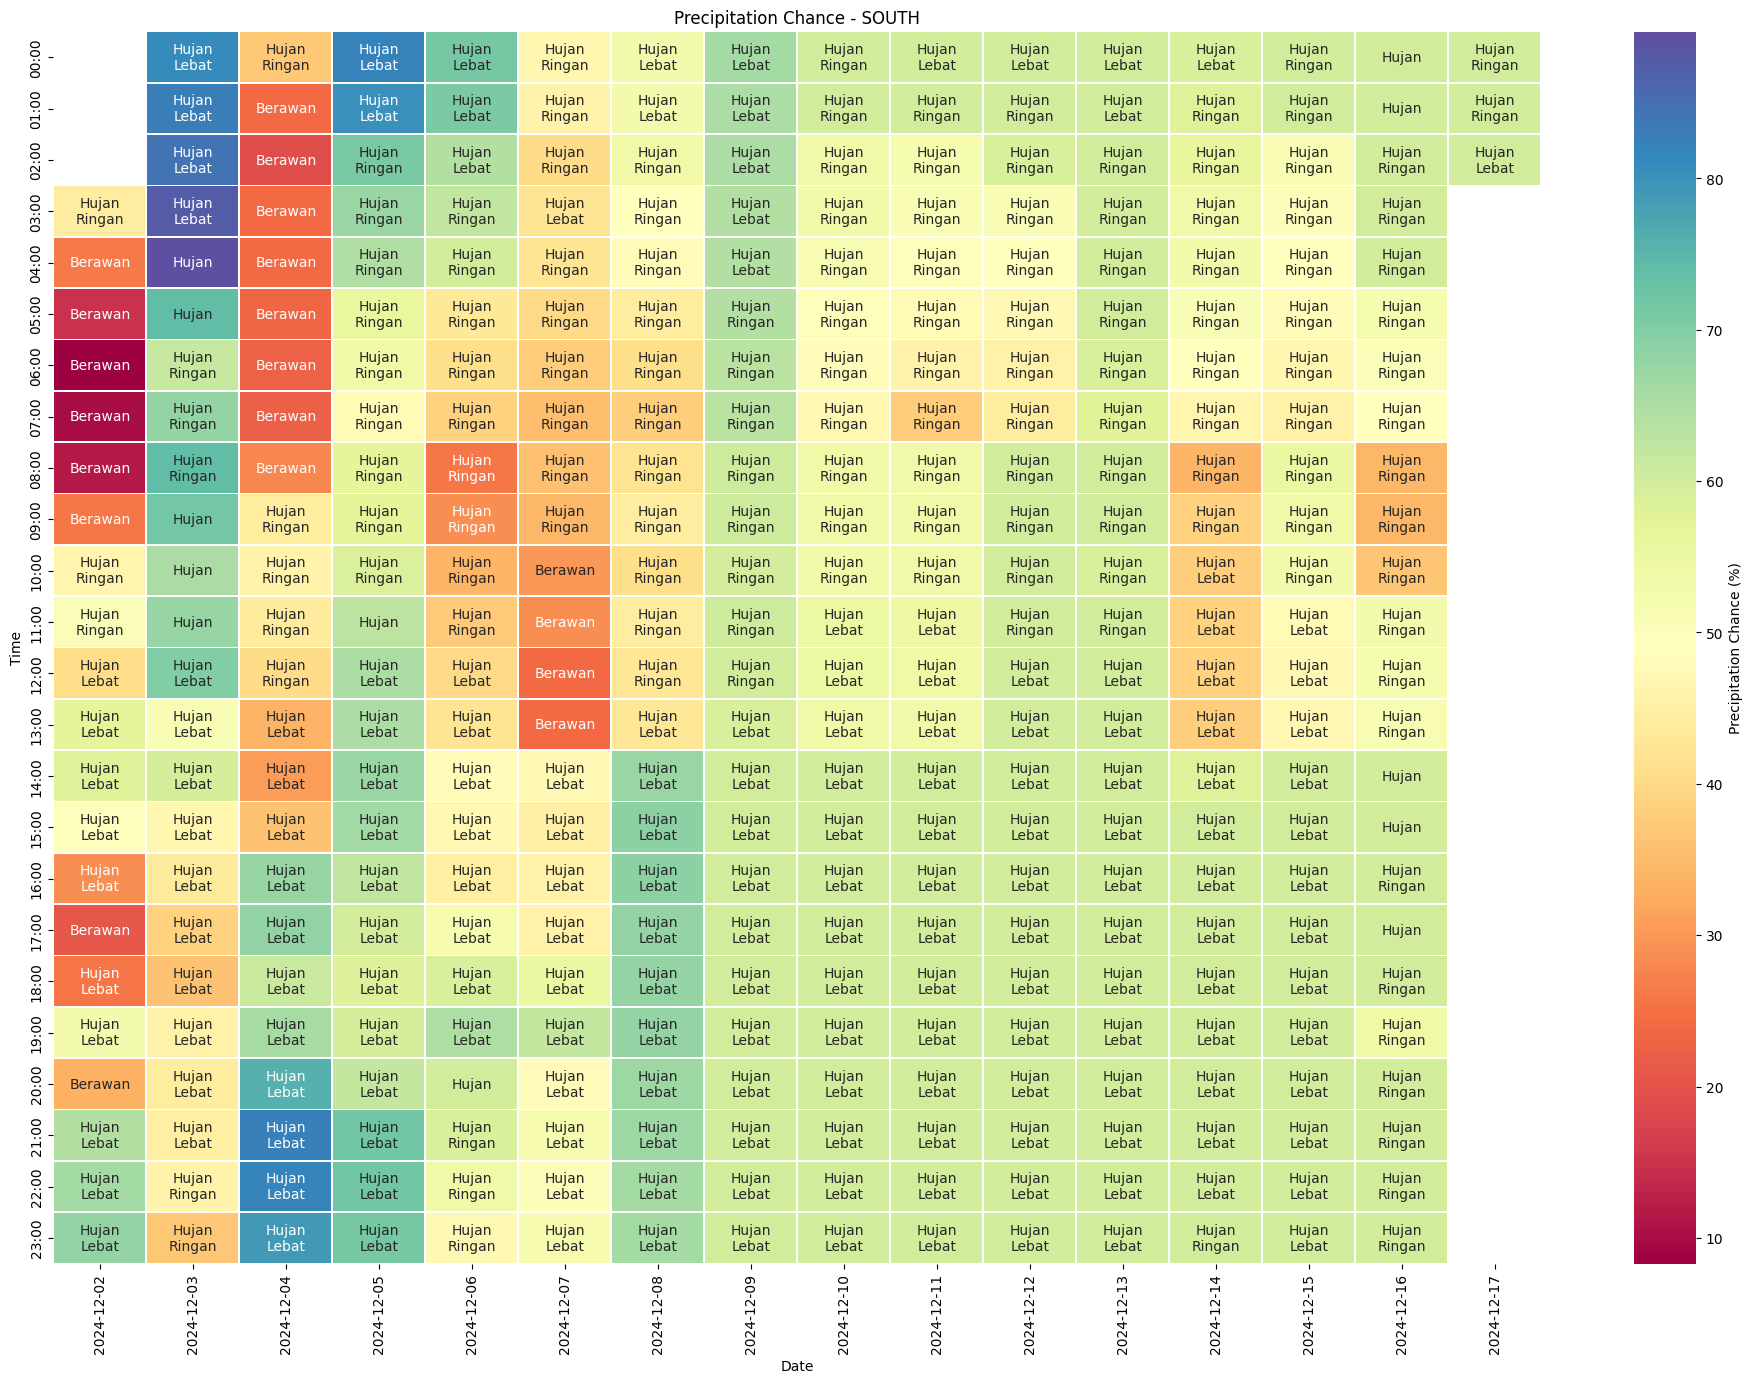 Precipitation Chance - SOUTH
00:00 Hujan Lebat Hujan Ringan Hujan Lebat Hujan Lebat Hujan Ringan Hujan Lebat Hujan Lebat Hujan Ringan Hujan Lebat Hujan Lebat Hujan Lebat Hujan Lebat Hujan Ringan Hujan Hujan Ringan
01:00 Hujan Lebat Berawan Hujan Lebat Hujan Lebat Hujan Ringan Hujan Lebat Hujan Lebat Hujan Ringan Hujan Ringan Hujan Ringan Hujan Lebat Hujan Ringan Hujan Ringan Hujan Hujan Ringan
02:00 Hujan Lebat Berawan Hujan Ringan Hujan Lebat Hujan Ringan Hujan Ringan Hujan Lebat Hujan Ringan Hujan Ringan Hujan Ringan Hujan Ringan Hujan Ringan Hujan Ringan Hujan Ringan Hujan Lebat
03:00 Hujan Ringan Hujan Lebat Berawan Hujan Ringan Hujan Ringan Hujan Lebat Hujan Ringan Hujan Lebat Hujan Ringan Hujan Ringan Hujan Ringan Hujan Ringan Hujan Ringan Hujan Ringan Hujan Ringan
04:00 Berawan Hujan Berawan Hujan Ringan Hujan Ringan Hujan Ringan Hujan Ringan Hujan Lebat Hujan Ringan Hujan Ringan Hujan Ringan Hujan Ringan Hujan Ringan Hujan Ringan Hujan Ringan
05:00 Berawan Hujan Berawan Hujan Ringan Hujan Ringan Hujan Ringan Hujan Ringan Hujan Ringan Hujan Ringan Hujan Ringan Hujan Ringan Hujan Ringan Hujan Ringan Hujan Ringan Hujan Ringan
06:00 Berawan Hujan Ringan Berawan Hujan Ringan Hujan Ringan Hujan Ringan Hujan Ringan Hujan Ringan Hujan Ringan Hujan Ringan Hujan Ringan Hujan Ringan Hujan Ringan Hujan Ringan Hujan Ringan
07:00 Berawan Hujan Ringan Berawan Hujan Ringan Hujan Ringan Hujan Ringan Hujan Ringan Hujan Ringan Hujan Ringan Hujan Ringan Hujan Ringan Hujan Ringan Hujan Ringan Hujan Ringan Hujan Ringan
08:00 Berawan Hujan Ringan Berawan Hujan Ringan Hujan Ringan Hujan Ringan Hujan Ringan Hujan Ringan Hujan Ringan Hujan Ringan Hujan Ringan Hujan Ringan Hujan Ringan Hujan Ringan Hujan Ringan
09:00 Berawan Hujan Hujan Ringan Hujan Ringan Hujan Ringan Hujan Ringan Hujan Ringan Hujan Ringan Hujan Ringan Hujan Ringan Hujan Ringan Hujan Ringan Hujan Ringan Hujan Ringan Hujan Ringan
10:00 Hujan Ringan Hujan Hujan Ringan Hujan Ringan Hujan Ringan Berawan Hujan Ringan Hujan Ringan Hujan Ringan Hujan Ringan Hujan Ringan Hujan Ringan Hujan Lebat Hujan Ringan Hujan Ringan
11:00 Hujan Ringan Hujan Hujan Ringan Hujan Hujan Ringan Berawan Hujan Ringan Hujan Ringan Hujan Lebat Hujan Lebat Hujan Ringan Hujan Ringan Hujan Lebat Hujan Lebat Hujan Ringan
12:00 Hujan Lebat Hujan Lebat Hujan Ringan Hujan Lebat Hujan Lebat Berawan Hujan Ringan Hujan Ringan Hujan Lebat Hujan Lebat Hujan Lebat Hujan Lebat Hujan Lebat Hujan Lebat Hujan Ringan
13:00 Hujan Lebat Hujan Lebat Hujan Lebat Hujan Lebat Hujan Lebat Berawan Hujan Lebat Hujan Lebat Hujan Lebat Hujan Lebat Hujan Lebat Hujan Lebat Hujan Lebat Hujan Lebat Hujan Ringan
14:00 Hujan Lebat Hujan Lebat Hujan Lebat Hujan Lebat Hujan Lebat Hujan Lebat Hujan Lebat Hujan Lebat Hujan Lebat Hujan Lebat Hujan Lebat Hujan Lebat Hujan Lebat Hujan Lebat Hujan
15:00 Hujan Lebat Hujan Lebat Hujan Lebat Hujan Lebat Hujan Lebat Hujan Lebat Hujan Lebat Hujan Lebat Hujan Lebat Hujan Lebat Hujan Lebat Hujan Lebat Hujan Lebat Hujan Lebat Hujan
16:00 Hujan Lebat Hujan Lebat Hujan Lebat Hujan Lebat Hujan Lebat Hujan Lebat Hujan Lebat Hujan Lebat Hujan Lebat Hujan Lebat Hujan Lebat Hujan Lebat Hujan Lebat Hujan Lebat Hujan Ringan
17:00 Berawan Hujan Lebat Hujan Lebat Hujan Lebat Hujan Lebat Hujan Lebat Hujan Lebat Hujan Lebat Hujan Lebat Hujan Lebat Hujan Lebat Hujan Lebat Hujan Lebat Hujan Lebat Hujan
18:00 Hujan Lebat Hujan Lebat Hujan Lebat Hujan Lebat Hujan Lebat Hujan Lebat Hujan Lebat Hujan Lebat Hujan Lebat Hujan Lebat Hujan Lebat Hujan Lebat Hujan Lebat Hujan Lebat Hujan Ringan
19:00 Hujan Lebat Hujan Lebat Hujan Lebat Hujan Lebat Hujan Lebat Hujan Lebat Hujan Lebat Hujan Lebat Hujan Lebat Hujan Lebat Hujan Lebat Hujan Lebat Hujan Lebat Hujan Lebat Hujan Ringan
20:00 Berawan Hujan Lebat Hujan Lebat Hujan Lebat Hujan Hujan Lebat Hujan Lebat Hujan Lebat Hujan Lebat Hujan Lebat Hujan Lebat Hujan Lebat Hujan Lebat Hujan Lebat Hujan Ringan
21:00 Hujan Lebat Hujan Lebat Hujan Lebat Hujan Lebat Hujan Ringan Hujan Lebat Hujan Lebat Hujan Lebat Hujan Lebat Hujan Lebat Hujan Lebat Hujan Lebat Hujan Lebat Hujan Lebat Hujan Ringan
22:00 Hujan Lebat Hujan Ringan Hujan Lebat Hujan Lebat Hujan Ringan Hujan Lebat Hujan Lebat Hujan Lebat Hujan Lebat Hujan Lebat Hujan Lebat Hujan Lebat Hujan Lebat Hujan Lebat Hujan Ringan
23:00 Hujan Lebat Hujan Ringan Hujan Lebat Hujan Lebat Hujan Ringan Hujan Lebat Hujan Lebat Hujan Lebat Hujan Lebat Hujan Lebat Hujan Lebat Hujan Lebat Hujan Ringan Hujan Lebat Hujan Ringan
Time
2024-12-02 2024-12-03 2024-12-04 2024-12-05 2024-12-06 2024-12-07 2024-12-08 2024-12-09 2024-12-10 2024-12-11 2024-12-12 2024-12-13 2024-12-14 2024-12-15 2024-12-16 2024-12-17
Date
80
70
60
50
40
30
20
10
Precipitation Chance (%)